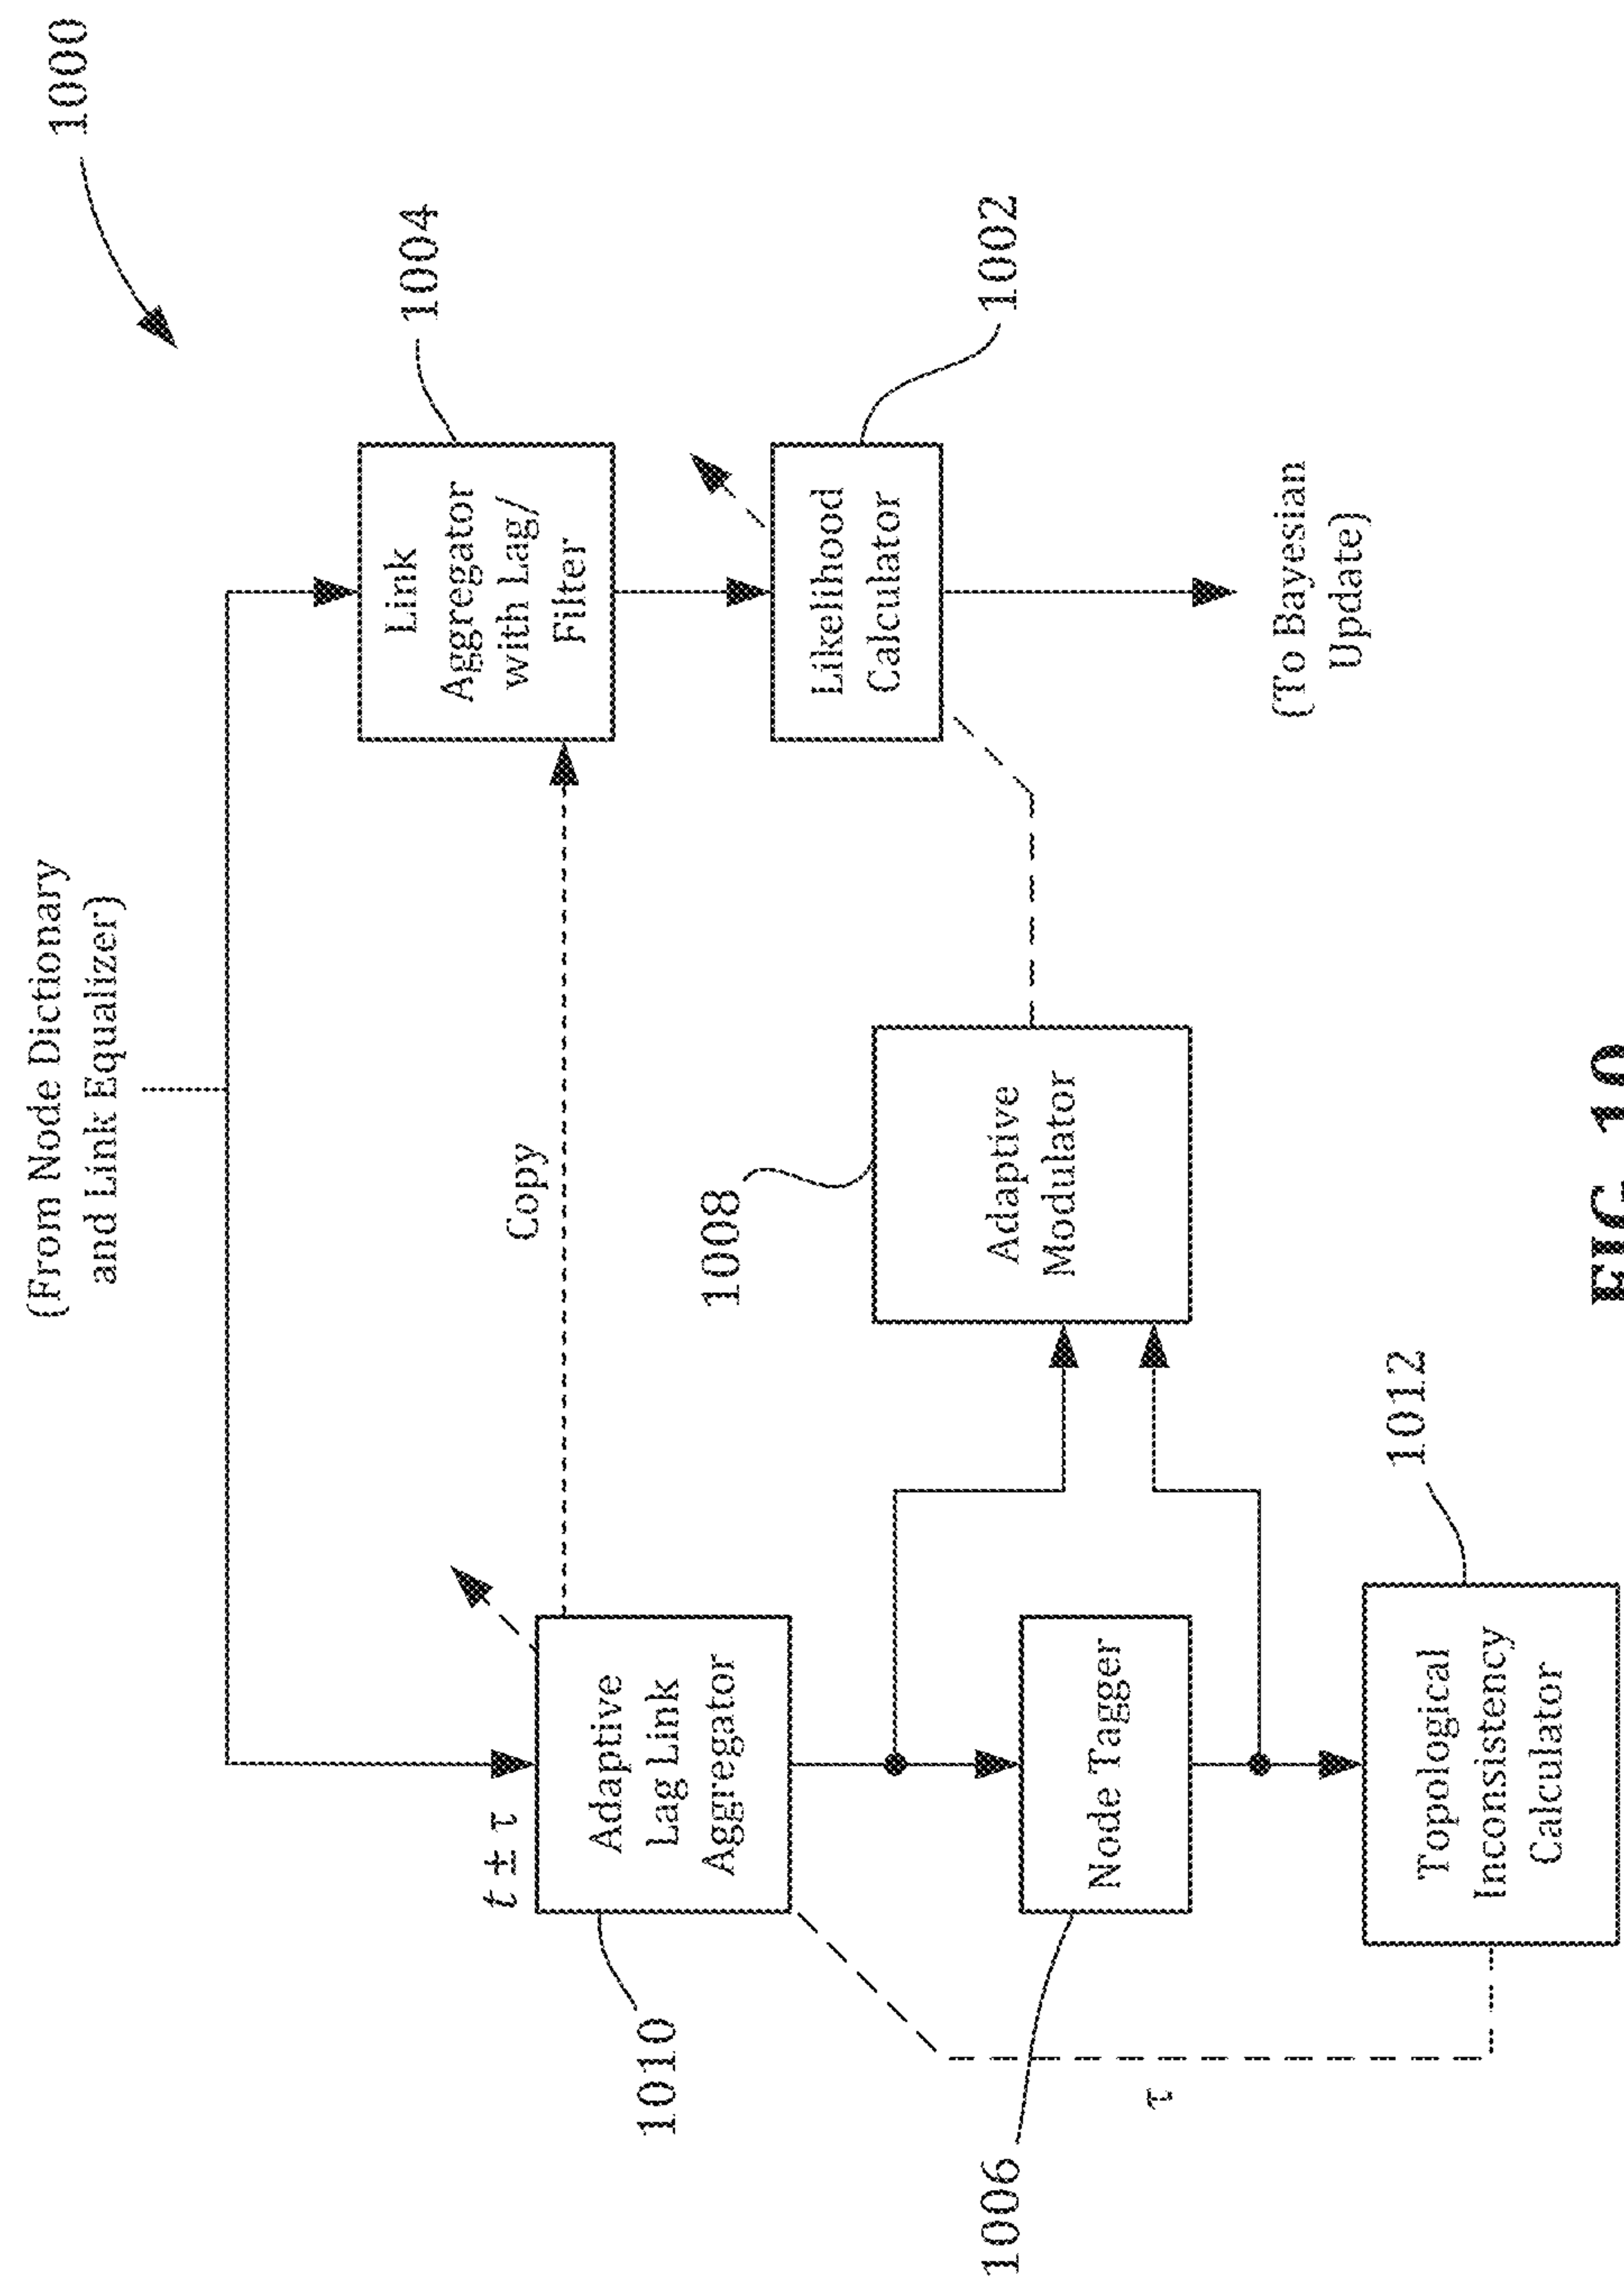 1000
(From Node Dictionary
and Link Equalizer)
1004
Link
Aggregator
with Lag/
Filter
Copy
t ± τ
Adaptive
Lag Link
Aggregator
1010
1002
Likelihood
Calculator
1008
Adaptive
Modulator
Node Tagger
1006
τ
(To Bayesian
Update)
1012
Topological
Inconsistency
Calculator
FIG. 10